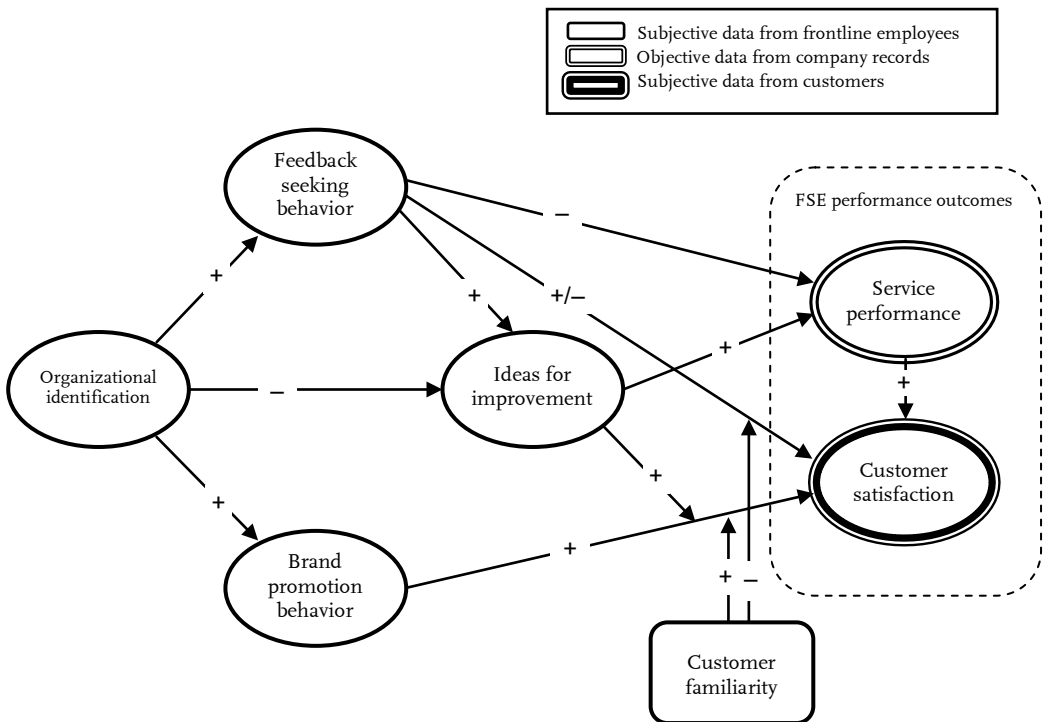 Subjective data from frontline employees
Objective data from company records
Subjective data from customers
Feedback
seeking
behavior
FSE performance outcomes
–
+
+
+/–
Service
performance
+
+
Organizational
identification
–
Ideas for
improvement
+
+
Customer
satisfaction
+
+
Brand
promotion
behavior
+ –
Customer
familiarity